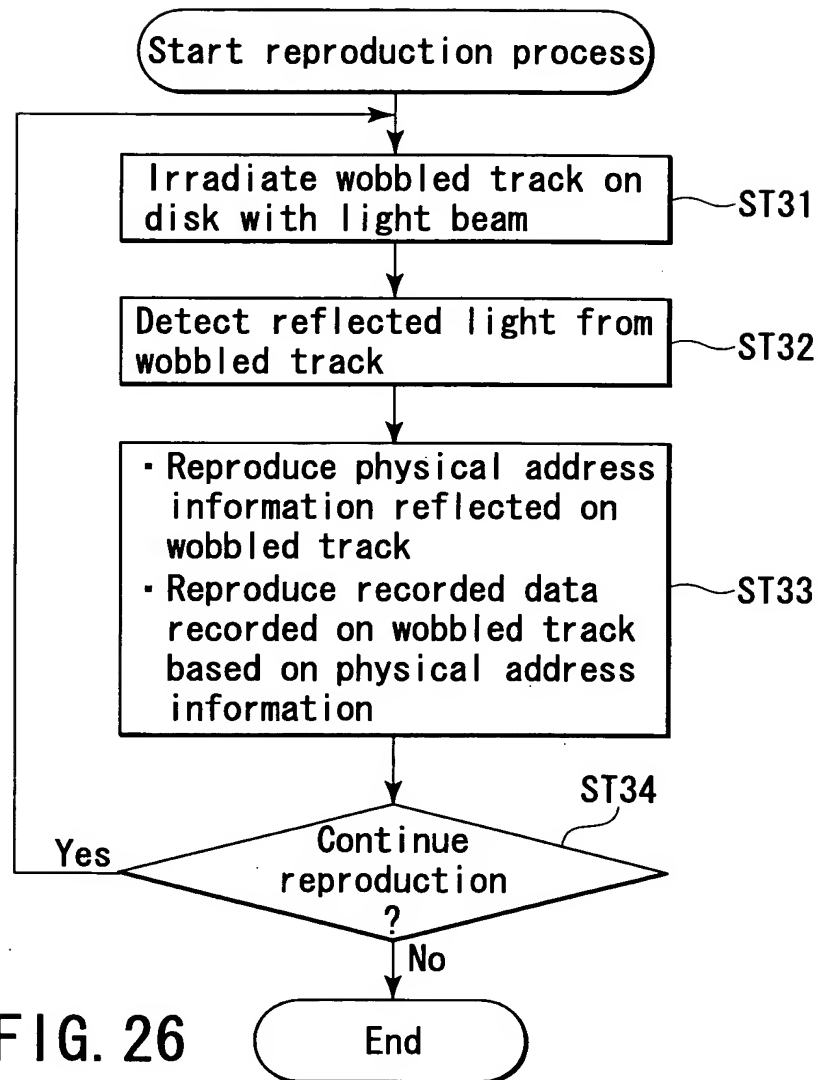 Start reproduction process
Irradiate wobbled track on
disk with light beam
ST31
Detect reflected light from
wobbled track
ST32
· Reproduce physical address
information reflected on
wobbled track
· Reproduce recorded data
recorded on wobbled track
based on physical address
information
ST33
ST34
Continue
reproduction
?
Yes
No
End
FIG. 26